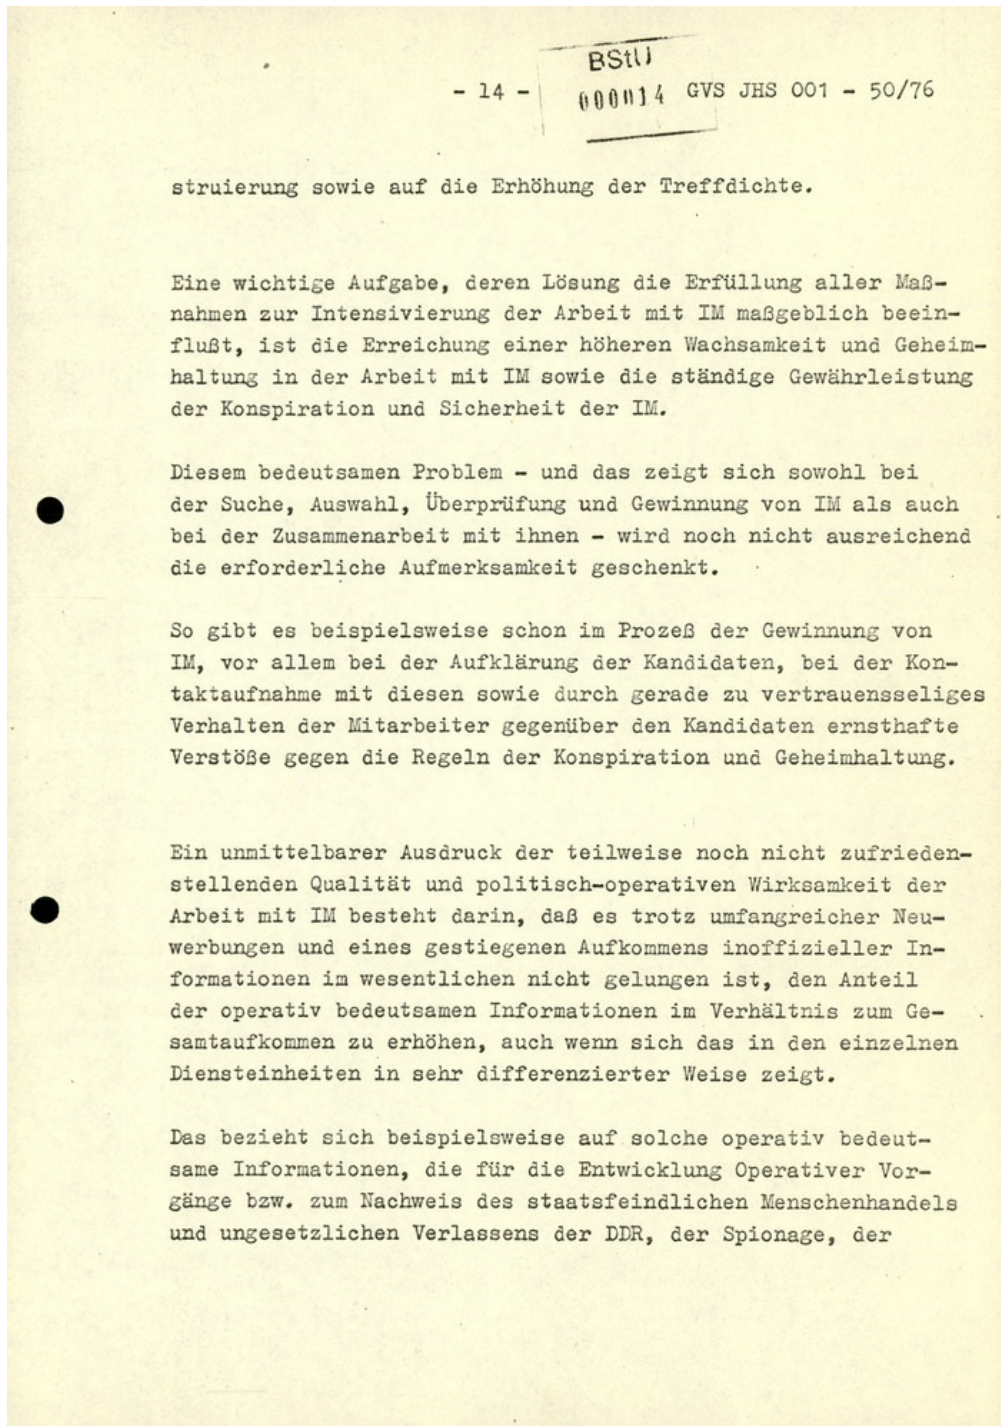 BStU
- 14 - 000014 GVS JHS 001 - 50/76
struierung sowie auf die Erhöhung der Treffdichte.
Eine wichtige Aufgabe, deren Lösung die Erfüllung aller Maß-
nahmen zur Intensivierung der Arbeit mit IM maßgeblich beein-
flußt, ist die Erreichung einer höheren Wachsamkeit und Geheim-
haltung in der Arbeit mit IM sowie die ständige Gewährleistung
der Konspiration und Sicherheit der IM.
Diesem bedeutsamen Problem - und das zeigt sich sowohl bei
der Suche, Auswahl, Überprüfung und Gewinnung von IM als auch
bei der Zusammenarbeit mit ihnen - wird noch nicht ausreichend
die erforderliche Aufmerksamkeit geschenkt.
So gibt es beispielsweise schon im Prozeß der Gewinnung von
IM, vor allem bei der Aufklärung der Kandidaten, bei der Kon-
taktaufnahme mit diesen sowie durch gerade zu vertrauensseliges
Verhalten der Mitarbeiter gegenüber den Kandidaten ernsthafte
Verstöße gegen die Regeln der Konspiration und Geheimhaltung.
Ein unmittelbarer Ausdruck der teilweise noch nicht zufrieden-
stellenden Qualität und politisch-operativen Wirksamkeit der
Arbeit mit IM besteht darin, daß es trotz umfangreicher Neu-
werbungen und eines gestiegenen Aufkommens inoffizieller In-
formationen im wesentlichen nicht gelungen ist, den Anteil
der operativ bedeutsamen Informationen im Verhältnis zum Ge-
samtaufkommen zu erhöhen, auch wenn sich das in den einzelnen
Diensteinheiten in sehr differenzierter Weise zeigt.
Das bezieht sich beispielsweise auf solche operativ bedeut-
same Informationen, die für die Entwicklung Operativer Vor-
gänge bzw. zum Nachweis des staatsfeindlichen Menschenhandels
und ungesetzlichen Verlassens der DDR, der Spionage, der